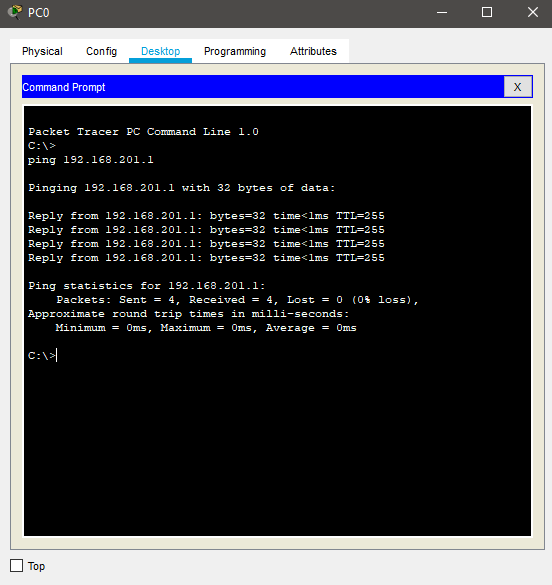 PC0
Physical Config Desktop Programming Attributes
Command Prompt X
Packet Tracer PC Command Line 1.0
C:\>
ping 192.168.201.1
Pinging 192.168.201.1 with 32 bytes of data:
Reply from 192.168.201.1: bytes=32 time<1ms TTL=255
Reply from 192.168.201.1: bytes=32 time<1ms TTL=255
Reply from 192.168.201.1: bytes=32 time<1ms TTL=255
Reply from 192.168.201.1: bytes=32 time<1ms TTL=255
Ping statistics for 192.168.201.1:
Packets: Sent = 4, Received = 4, Lost = 0 (0% loss),
Approximate round trip times in milli-seconds:
Minimum = 0ms, Maximum = 0ms, Average = 0ms
C:\>
Top